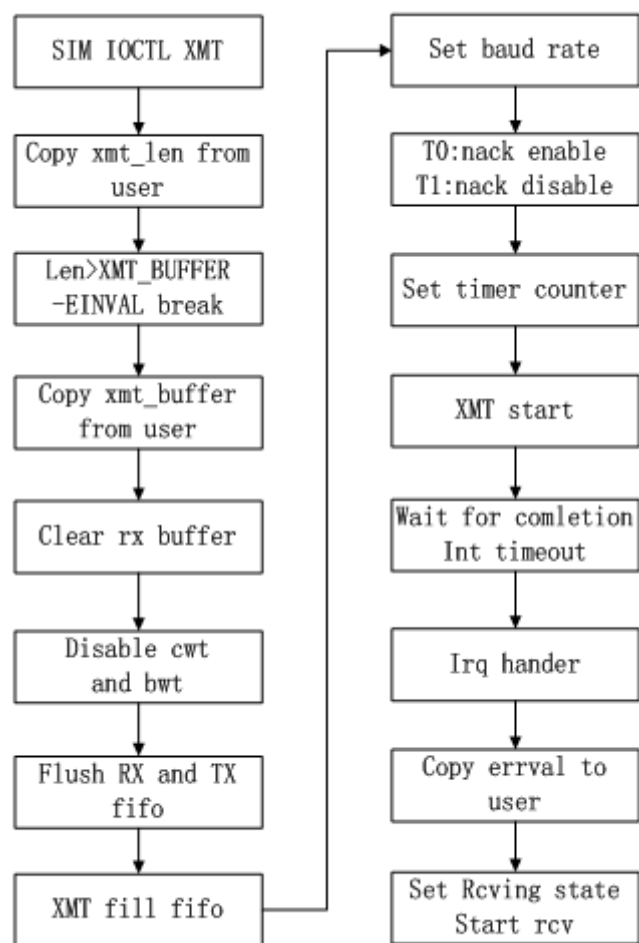 SIM IOCTL XMT
Copy xmt_len from
user
Len>XMT_BUFFER
-EINVAL break
Copy xmt_buffer
from user
Clear rx buffer
Disable cwt
and bwt
Flush RX and TX
fifo
XMT fill fifo
Set baud rate
T0:nack enable
T1:nack disable
Set timer counter
XMT start
Wait for comletion
Int timeout
Irq hander
Copy errval to
user
Set Rcving state
Start rcv